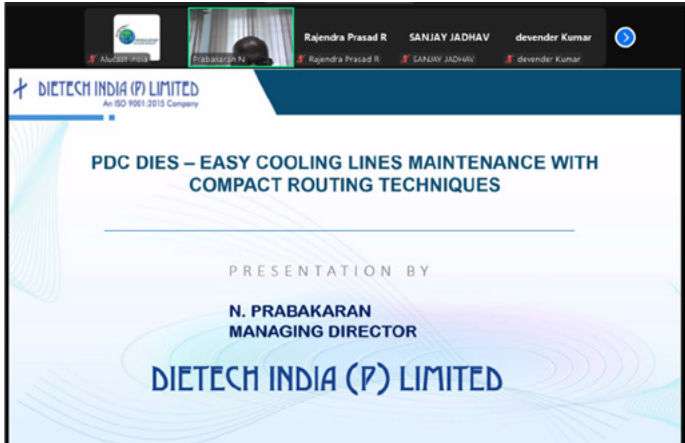 Rajendra Prasad R
SANJAY JADHAV
devender Kumar
Alucast india
Prabakaran N
Rajendra Prasad R
SANJAY JADHAV
devender Kumar
DIETECH INDIA (P) LIMITED
An ISO 9001:2015 Company
PDC DIES – EASY COOLING LINES MAINTENANCE WITH
COMPACT ROUTING TECHNIQUES
PRESENTATION BY
N. PRABAKARAN
MANAGING DIRECTOR
DIETECH INDIA (P) LIMITED